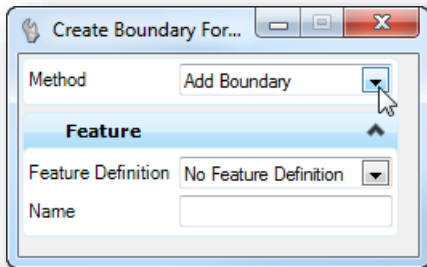 Create Boundary For...
Method Add Boundary
Feature
Feature Definition No Feature Definition
Name